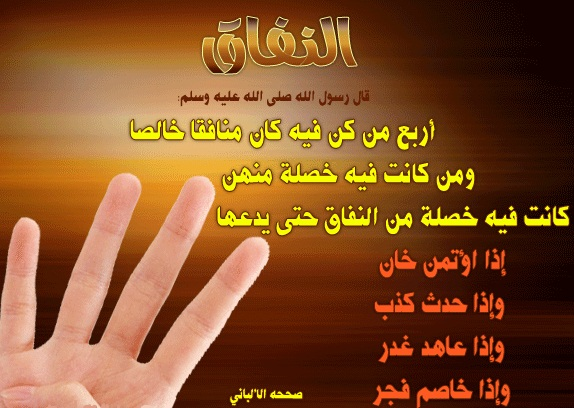 النفاق
قال رسول الله صلى الله عليه وسلم:
أربع من كن فيه كان منافقا خالصا
ومن كانت فيه خصلة منهن
كانت فيه خصلة من النفاق حتى يدعها
إذا اؤتمن خان
وإذا حدث كذب
وإذا عاهد غدر
وإذا خاصم فجر
صححه الالباني